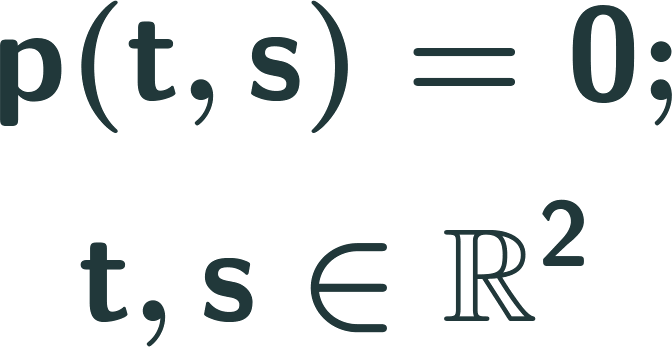 p(t,s) = 0;
t,s ∈ ℝ²